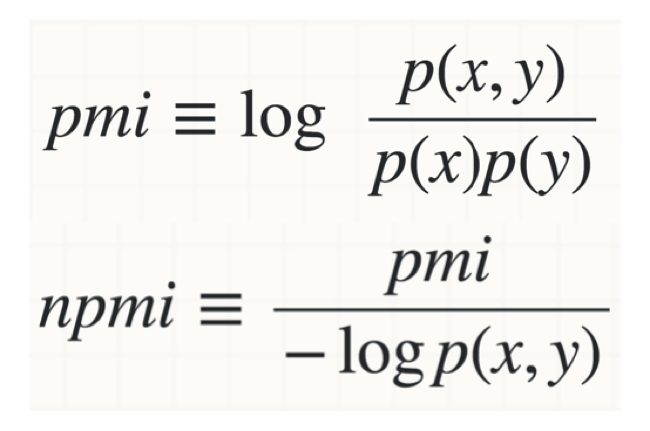 pmi ≡ log p(x, y) / p(x)p(y)
npmi ≡ pmi / − log p(x, y)